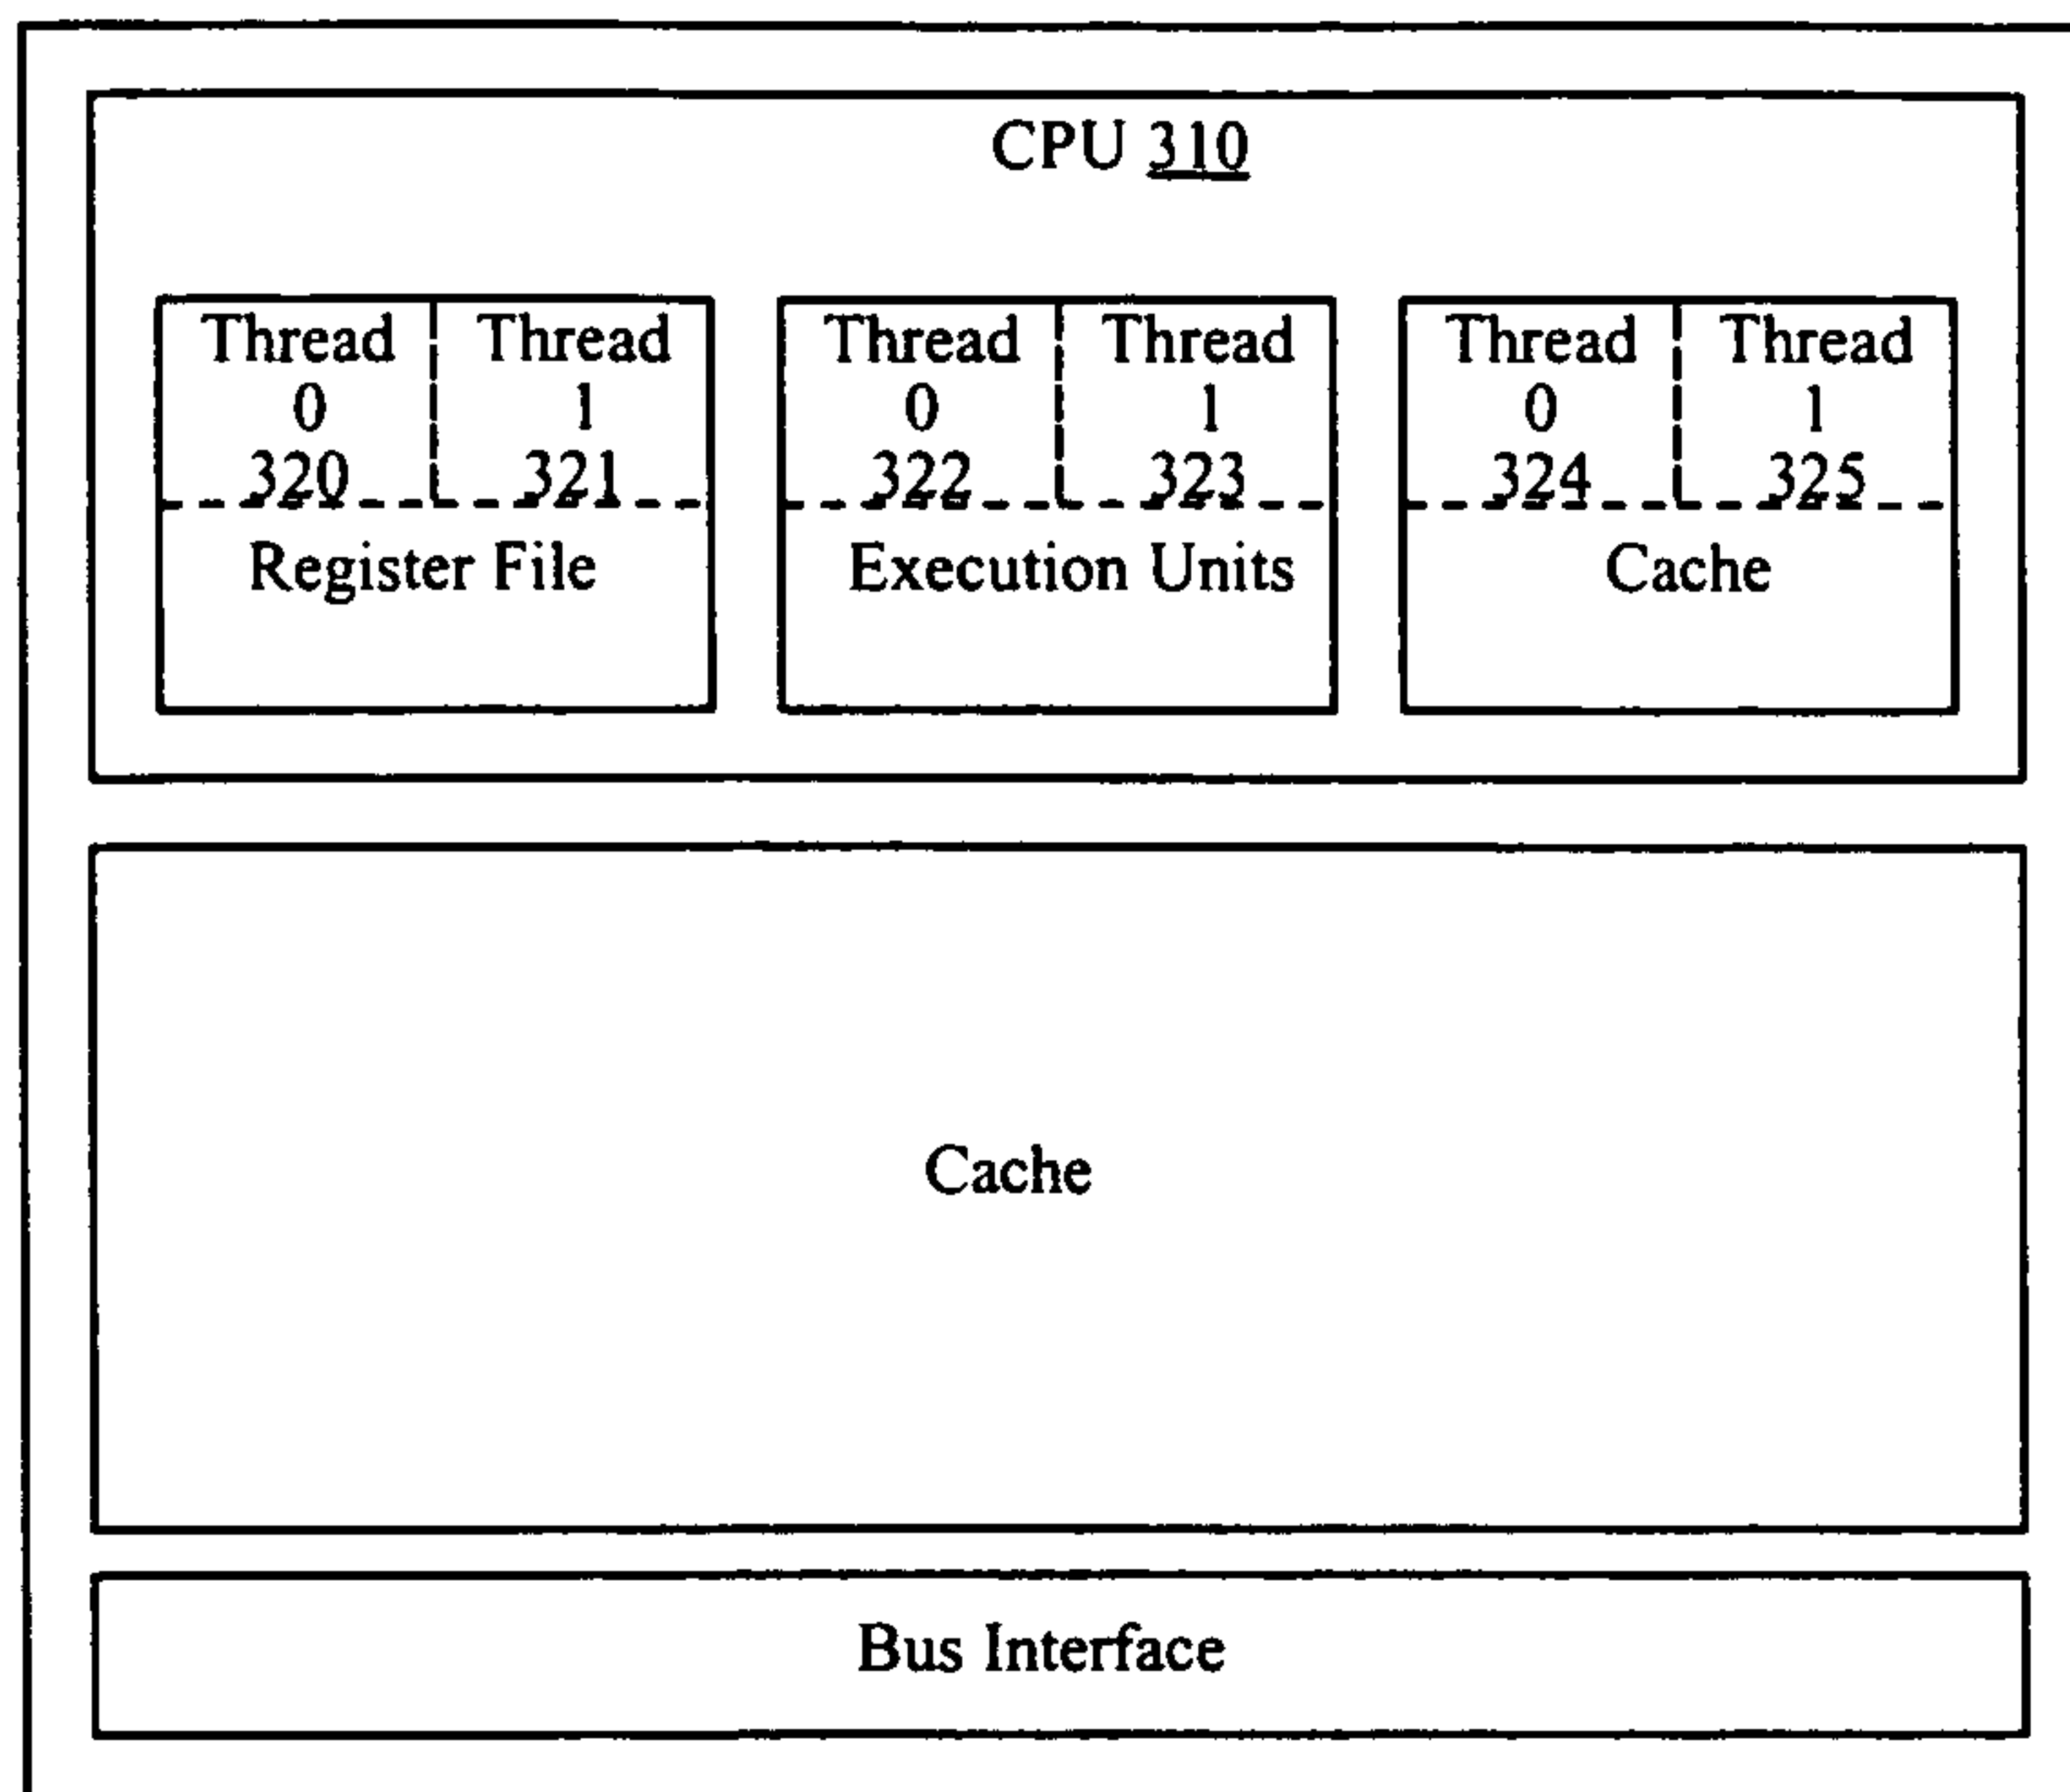 CPU 310
Thread Thread Thread Thread Thread Thread
0 1 0 1 0 1
320 321 322 323 324 325
Register File Execution Units Cache
Cache
Bus Interface